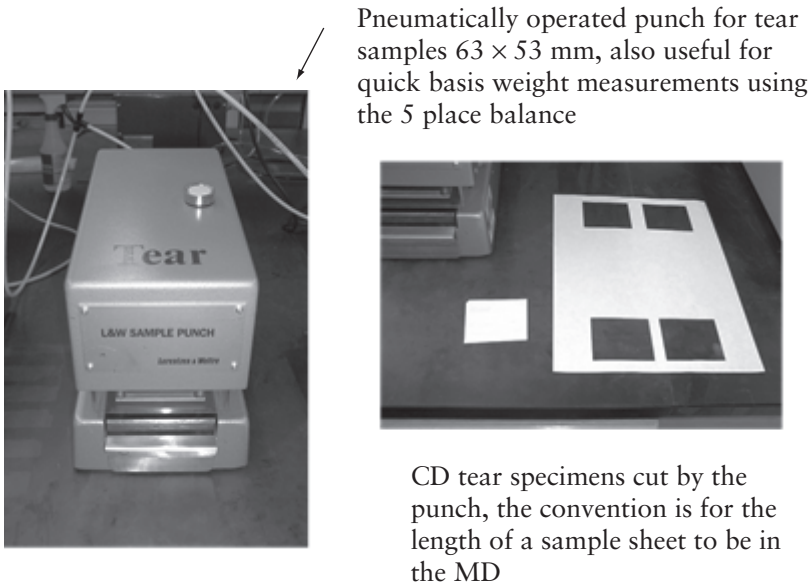 Pneumatically operated punch for tear
samples 63 × 53 mm, also useful for
quick basis weight measurements using
the 5 place balance
Tear
L&W SAMPLE PUNCH
Lorentzen & Wettre
CD tear specimens cut by the
punch, the convention is for the
length of a sample sheet to be in
the MD